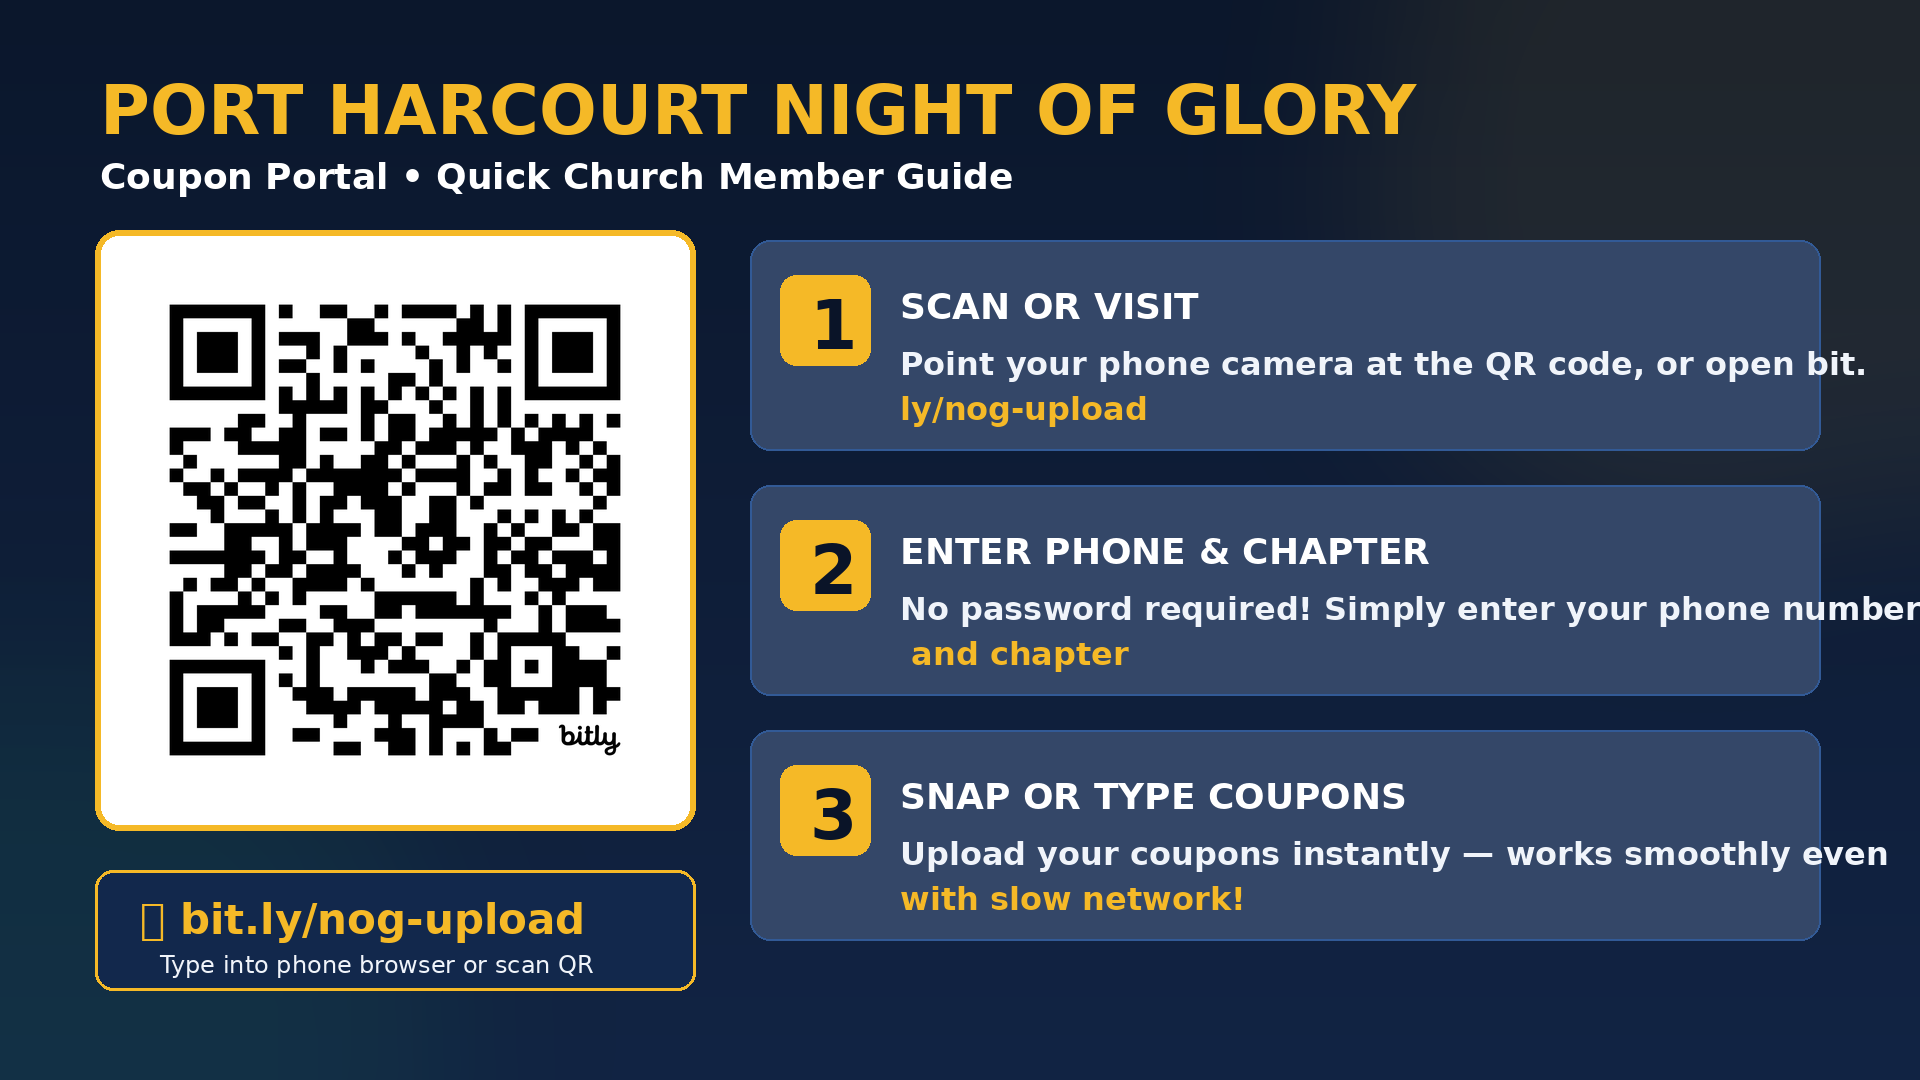 PORT HARCOURT NIGHT OF GLORY
Coupon Portal • Quick Church Member Guide
bitly
bit.ly/nog-upload
Type into phone browser or scan QR
1
SCAN OR VISIT
Point your phone camera at the QR code, or open bit.
ly/nog-upload
2
ENTER PHONE & CHAPTER
No password required! Simply enter your phone number
and chapter
3
SNAP OR TYPE COUPONS
Upload your coupons instantly — works smoothly even
with slow network!